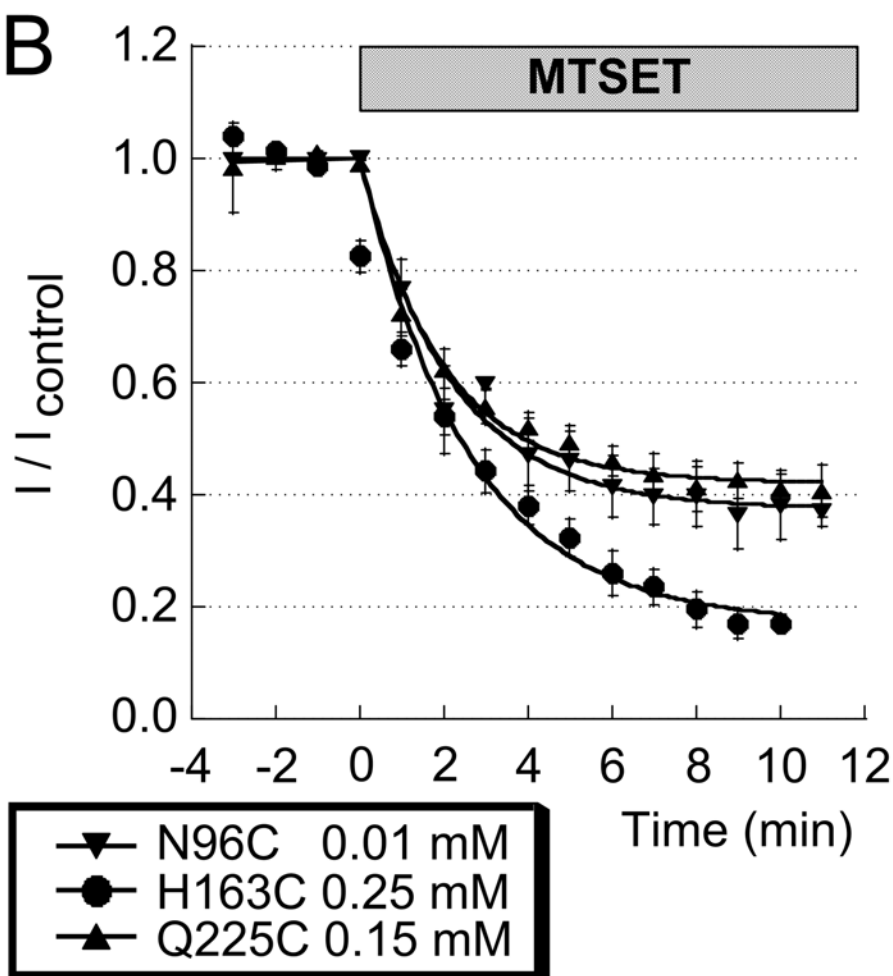 B
MTSET
1.2
1.0
0.8
0.6
0.4
0.2
0.0
I / I control
-4 -2 0 2 4 6 8 10 12
Time (min)
N96C 0.01 mM
H163C 0.25 mM
Q225C 0.15 mM